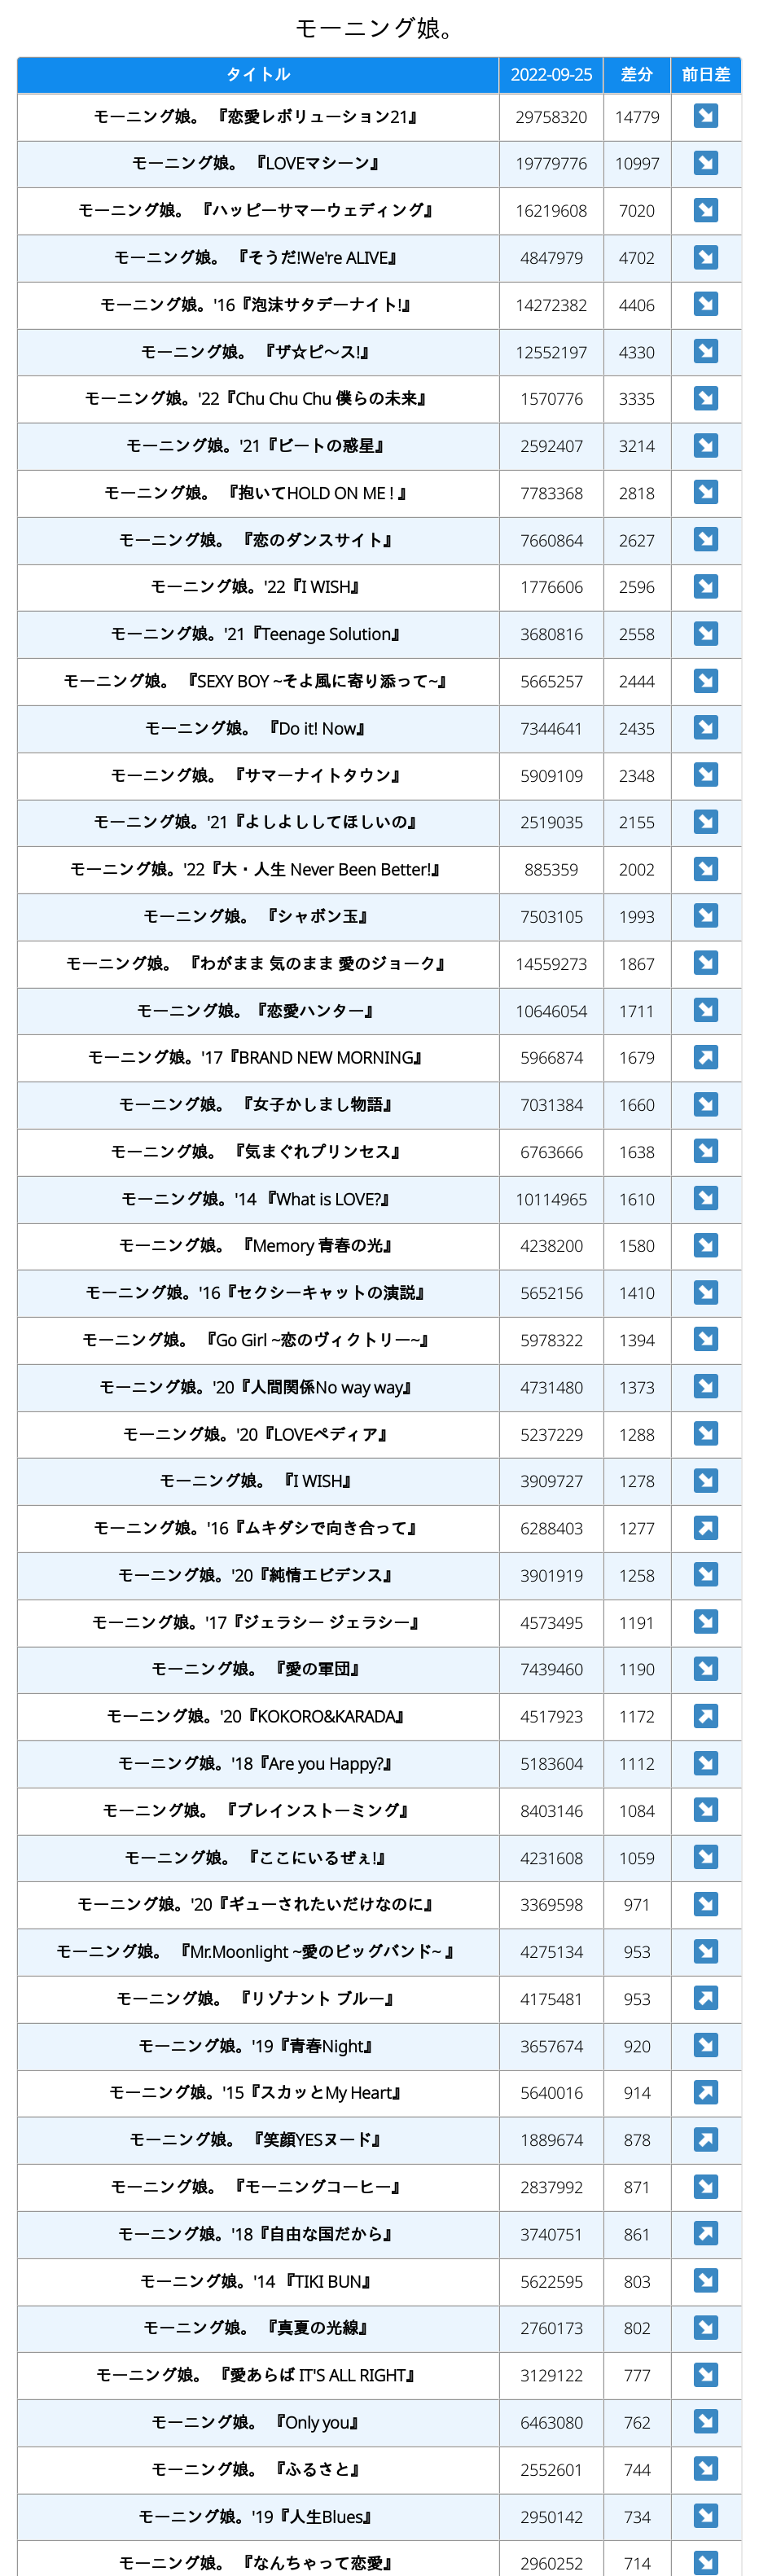 モーニング娘。
タイトル 2022-09-25 差分 前日差
モーニング娘。 『恋愛レボリューション21』 29758320 14779
モーニング娘。 『LOVEマシーン』 19779776 10997
モーニング娘。 『ハッピーサマーウェディング』 16219608 7020
モーニング娘。 『そうだ!We're ALIVE』 4847979 4702
モーニング娘。'16『泡沫サタデーナイト!』 14272382 4406
モーニング娘。 『ザ☆ピ〜ス!』 12552197 4330
モーニング娘。'22『Chu Chu Chu 僕らの未来』 1570776 3335
モーニング娘。'21『ビートの惑星』 2592407 3214
モーニング娘。 『抱いてHOLD ON ME ! 』 7783368 2818
モーニング娘。 『恋のダンスサイト』 7660864 2627
モーニング娘。'22『I WISH』 1776606 2596
モーニング娘。'21『Teenage Solution』 3680816 2558
モーニング娘。 『SEXY BOY ~そよ風に寄り添って~』 5665257 2444
モーニング娘。 『Do it! Now』 7344641 2435
モーニング娘。 『サマーナイトタウン』 5909109 2348
モーニング娘。'21『よしよししてほしいの』 2519035 2155
モーニング娘。'22『大・人生 Never Been Better!』 885359 2002
モーニング娘。 『シャボン玉』 7503105 1993
モーニング娘。 『わがまま 気のまま 愛のジョーク』 14559273 1867
モーニング娘。『恋愛ハンター』 10646054 1711
モーニング娘。'17『BRAND NEW MORNING』 5966874 1679
モーニング娘。 『女子かしまし物語』 7031384 1660
モーニング娘。 『気まぐれプリンセス』 6763666 1638
モーニング娘。'14 『What is LOVE?』 10114965 1610
モーニング娘。 『Memory 青春の光』 4238200 1580
モーニング娘。'16『セクシーキャットの演説』 5652156 1410
モーニング娘。 『Go Girl ~恋のヴィクトリー~』 5978322 1394
モーニング娘。'20『人間関係No way way』 4731480 1373
モーニング娘。'20『LOVEペディア』 5237229 1288
モーニング娘。 『I WISH』 3909727 1278
モーニング娘。'16『ムキダシで向き合って』 6288403 1277
モーニング娘。'20『純情エビデンス』 3901919 1258
モーニング娘。'17『ジェラシー ジェラシー』 4573495 1191
モーニング娘。 『愛の軍団』 7439460 1190
モーニング娘。'20『KOKORO&KARADA』 4517923 1172
モーニング娘。'18『Are you Happy?』 5183604 1112
モーニング娘。 『ブレインストーミング』 8403146 1084
モーニング娘。 『ここにいるぜぇ!』 4231608 1059
モーニング娘。'20『ギューされたいだけなのに』 3369598 971
モーニング娘。 『Mr.Moonlight ~愛のビッグバンド~ 』 4275134 953
モーニング娘。 『リゾナント ブルー』 4175481 953
モーニング娘。'19『青春Night』 3657674 920
モーニング娘。'15『スカッとMy Heart』 5640016 914
モーニング娘。 『笑顔YESヌード』 1889674 878
モーニング娘。 『モーニングコーヒー』 2837992 871
モーニング娘。'18『自由な国だから』 3740751 861
モーニング娘。'14 『TIKI BUN』 5622595 803
モーニング娘。 『真夏の光線』 2760173 802
モーニング娘。 『愛あらば IT'S ALL RIGHT』 3129122 777
モーニング娘。 『Only you』 6463080 762
モーニング娘。 『ふるさと』 2552601 744
モーニング娘。'19『人生Blues』 2950142 734
モーニング娘。 『なんちゃって恋愛』 2960252 714